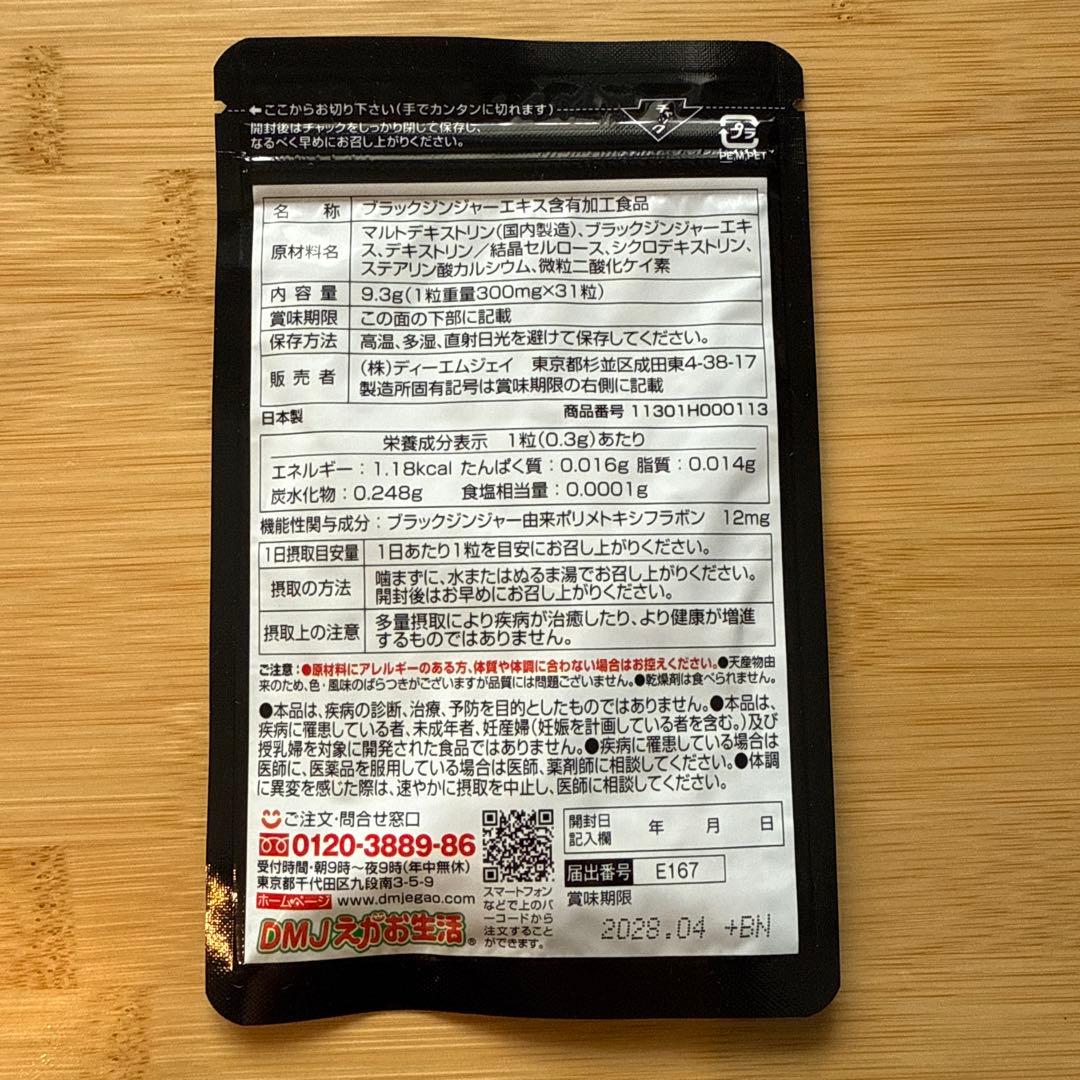 ←ここからお切り下さい(手でカンタンに切れます)
チャック
開封後はチャックをしっかり閉じて保存し、
なるべく早めにお召し上がりください。
プラ
PE,M,PET
名称 ブラックジンジャーエキス含有加工食品
原材料名 マルトデキストリン(国内製造)、ブラックジンジャーエキ
ス、デキストリン/結晶セルロース、シクロデキストリン、
ステアリン酸カルシウム、微粒二酸化ケイ素
内容量 9.3g(1粒重量300mg×31粒)
賞味期限 この面の下部に記載
保存方法 高温、多湿、直射日光を避けて保存してください。
販売者 (株)ディーエムジェイ 東京都杉並区成田東4-38-17
製造所固有記号は賞味期限の右側に記載
日本製 商品番号 11301H000113
栄養成分表示 1粒(0.3g)あたり
エネルギー:1.18kcal たんぱく質:0.016g 脂質:0.014g
炭水化物:0.248g 食塩相当量:0.0001g
機能性関与成分:ブラックジンジャー由来ポリメトキシフラボン 12mg
1日摂取目安量 1日あたり1粒を目安にお召し上がりください。
摂取の方法 噛まずに、水またはぬるま湯でお召し上がりください。
開封後はお早めにお召し上がりください。
摂取上の注意 多量摂取により疾病が治癒したり、より健康が増進
するものではありません。
ご注意:●原材料にアレルギーのある方、体質や体調に合わない場合はお控えください。●天産物由
来のため、色・風味のばらつきがございますが品質には問題ございません。●乾燥剤は食べられません。
●本品は、疾病の診断、治療、予防を目的としたものではありません。●本品は、
疾病に罹患している者、未成年者、妊産婦(妊娠を計画している者を含む。)及び
授乳婦を対象に開発された食品ではありません。●疾病に罹患している場合は
医師に、医薬品を服用している場合は医師、薬剤師に相談してください。●体調
に異変を感じた際は、速やかに摂取を中止し、医師に相談してください。
ご注文・問合せ窓口
0120-3889-86
受付時間・朝9時～夜9時(年中無休)
東京都千代田区九段南3-5-9
ホームページ www.dmjegao.com
DMJえがお生活®
スマートフォン
などで上のバ
ーコードから
注文すること
ができます。
開封日
記入欄 年 月 日
届出番号 E167
賞味期限
2028.04 +BN